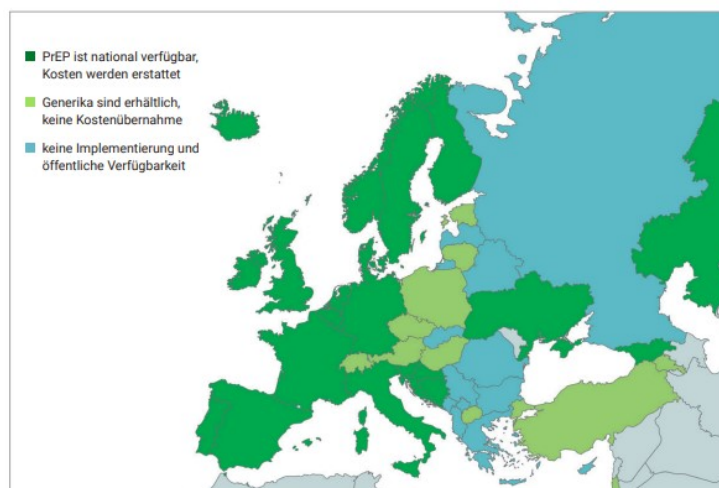 PrEP ist national verfügbar,
Kosten werden erstattet
Generika sind erhältlich,
keine Kostenübernahme
keine Implementierung und
öffentliche Verfügbarkeit